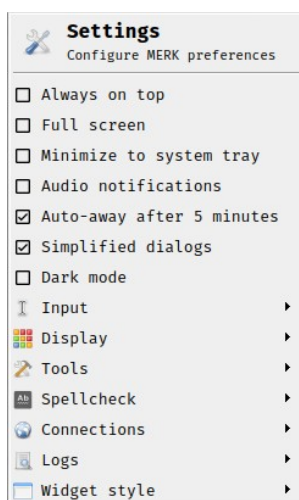 Settings
Configure MERK preferences
Always on top
Full screen
Minimize to system tray
Audio notifications
Auto-away after 5 minutes
Simplified dialogs
Dark mode
Input
Display
Tools
Ab Spellcheck
Connections
Logs
Widget style